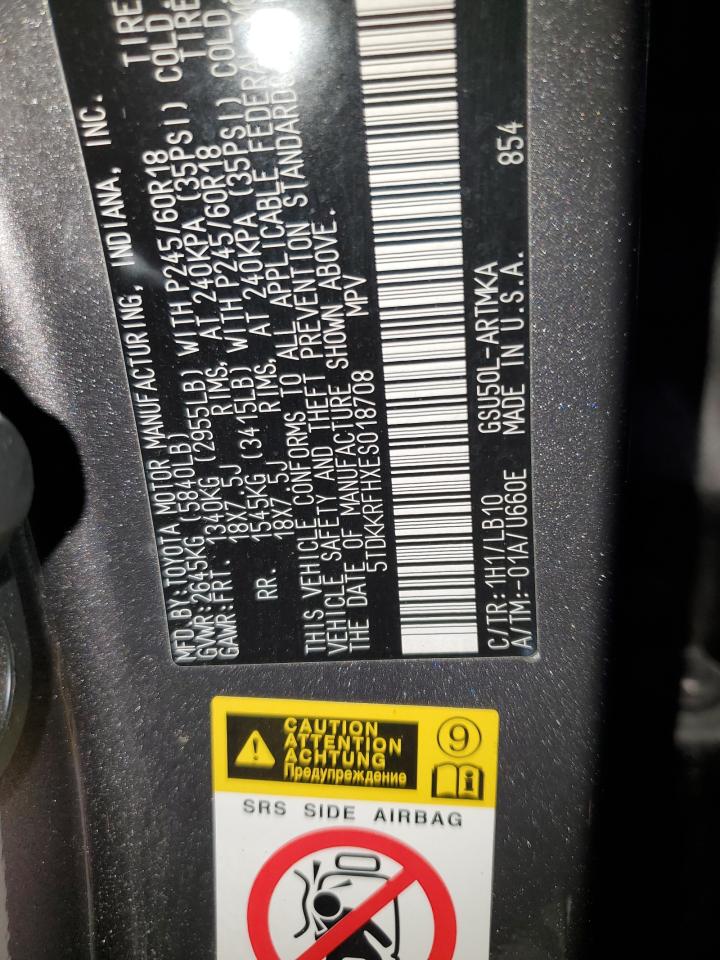 MFD.BY:TOYOTA MOTOR MANUFACTURING, INDIANA, INC.
GVWR:2645KG (5840LB)
GAWR:FRT. 1340KG (2955LB) WITH P245/60R18 TIRE
18X7.5J RIMS, AT 240KPA (35PSI) COLD.
RR. 1545KG (3415LB) WITH P245/60R18 TIRE
18X7.5J RIMS, AT 240KPA (35PSI) COLD
THIS VEHICLE CONFORMS TO ALL APPLICABLE FEDERAL
VEHICLE SAFETY AND THEFT PREVENTION STANDARDS
THE DATE OF MANUFACTURE SHOWN ABOVE.
5TDKKRFHXES018708 MPV
C/TR:1H1/LB10 GSU50L-ARTMKA 854
A/TM:-01A/U660E MADE IN U.S.A.
CAUTION
ATTENTION
ACHTUNG
Предупреждение
9
SRS SIDE AIRBAG